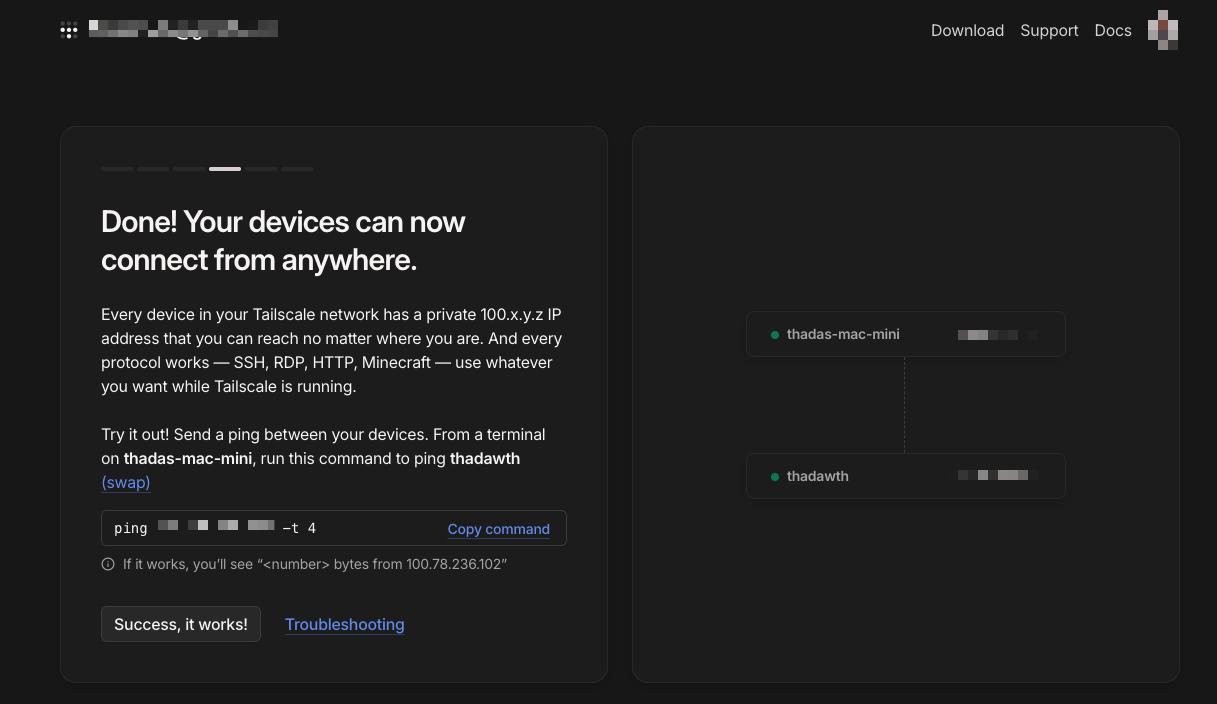 Download Support Docs
Done! Your devices can now
connect from anywhere.
Every device in your Tailscale network has a private 100.x.y.z IP
address that you can reach no matter where you are. And every
protocol works — SSH, RDP, HTTP, Minecraft — use whatever
you want while Tailscale is running.
Try it out! Send a ping between your devices. From a terminal
on thadas-mac-mini, run this command to ping thadawth
(swap)
ping -t 4
Copy command
If it works, you’ll see “<number> bytes from 100.78.236.102”
Success, it works!
Troubleshooting
thadas-mac-mini
thadawth